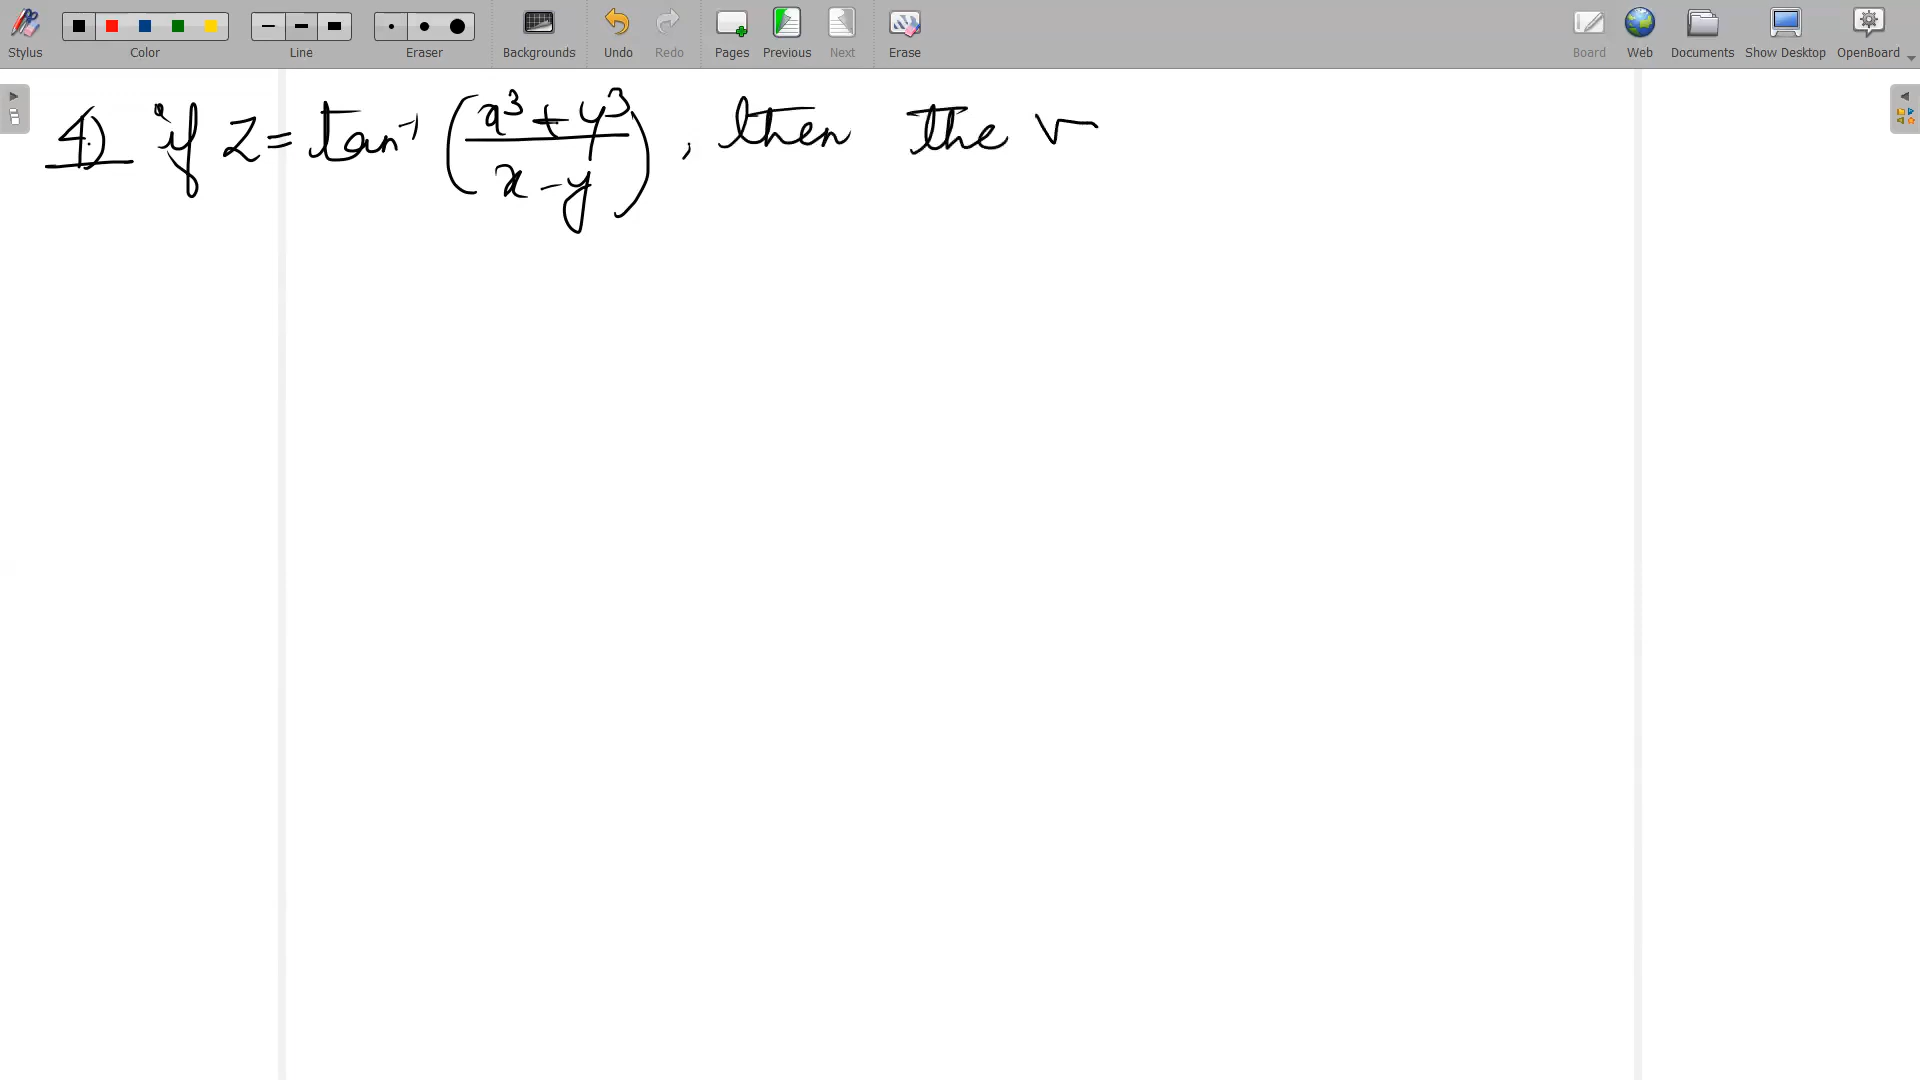 Stylus Color Line Eraser Backgrounds Undo Redo Pages Previous Next Erase Board Web Documents Show Desktop OpenBoard
4) if z = tan⁻¹ ((x³ + y³)/(x - y)), then the v